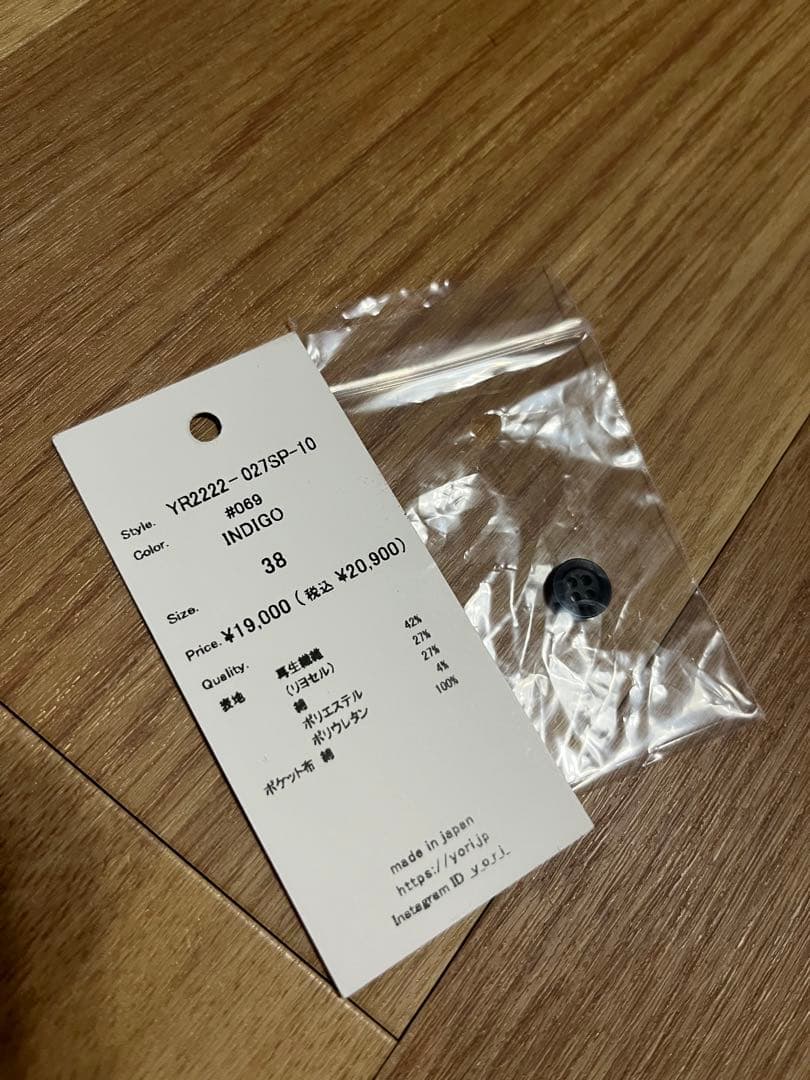 Style. YR2222-027SP-10
Color. #069
INDIGO
Size. 38
Price. ¥19,000 (税込 ¥20,900)
Quality.
表地 再生繊維 42%
(リヨセル)
綿 27%
ポリエステル 27%
ポリウレタン 4%
ポケット布 綿 100%
made in japan
https://yori.jp
Instagram ID _y_o_r_i_